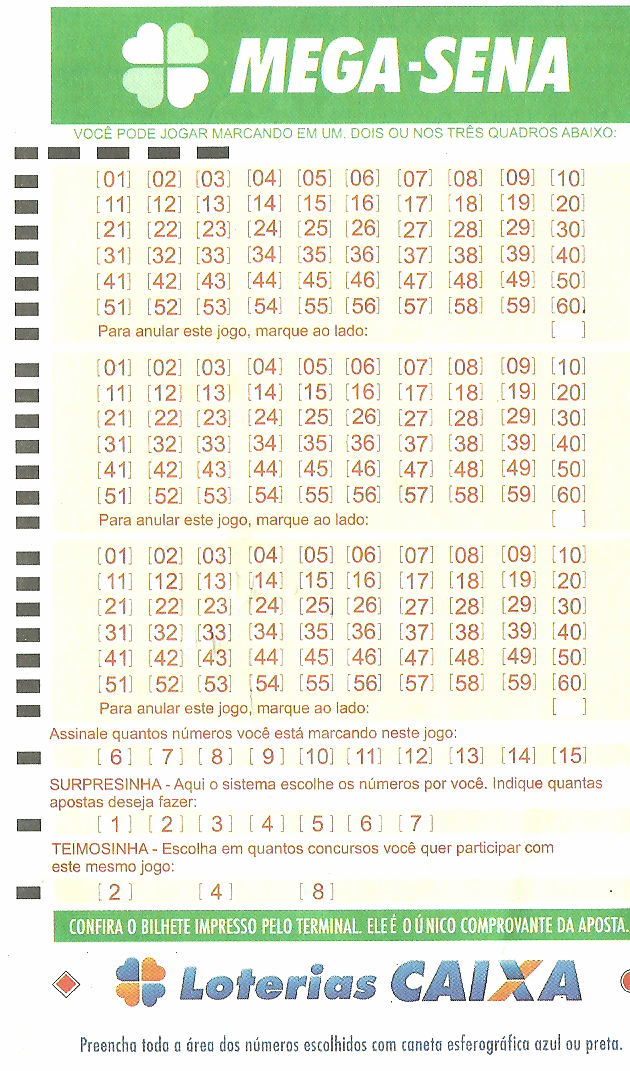 MEGA-SENA
VOCÊ PODE JOGAR MARCANDO EM UM, DOIS OU NOS TRÊS QUADROS ABAIXO:
[01] [02] [03] [04] [05] [06] [07] [08] [09] [10]
[11] [12] [13] [14] [15] [16] [17] [18] [19] [20]
[21] [22] [23] [24] [25] [26] [27] [28] [29] [30]
[31] [32] [33] [34] [35] [36] [37] [38] [39] [40]
[41] [42] [43] [44] [45] [46] [47] [48] [49] [50]
[51] [52] [53] [54] [55] [56] [57] [58] [59] [60]
Para anular este jogo, marque ao lado: [ ]
[01] [02] [03] [04] [05] [06] [07] [08] [09] [10]
[11] [12] [13] [14] [15] [16] [17] [18] [19] [20]
[21] [22] [23] [24] [25] [26] [27] [28] [29] [30]
[31] [32] [33] [34] [35] [36] [37] [38] [39] [40]
[41] [42] [43] [44] [45] [46] [47] [48] [49] [50]
[51] [52] [53] [54] [55] [56] [57] [58] [59] [60]
Para anular este jogo, marque ao lado: [ ]
[01] [02] [03] [04] [05] [06] [07] [08] [09] [10]
[11] [12] [13] [14] [15] [16] [17] [18] [19] [20]
[21] [22] [23] [24] [25] [26] [27] [28] [29] [30]
[31] [32] [33] [34] [35] [36] [37] [38] [39] [40]
[41] [42] [43] [44] [45] [46] [47] [48] [49] [50]
[51] [52] [53] [54] [55] [56] [57] [58] [59] [60]
Para anular este jogo, marque ao lado: [ ]
Assinale quantos números você está marcando neste jogo:
[ 6 ] [ 7 ] [ 8 ] [ 9 ] [10] [11] [12] [13] [14] [15]
SURPRESINHA - Aqui o sistema escolhe os números por você. Indique quantas
apostas deseja fazer:
[ 1 ] [ 2 ] [ 3 ] [ 4 ] [ 5 ] [ 6 ] [ 7 ]
TEIMOSINHA - Escolha em quantos concursos você quer participar com
este mesmo jogo:
[ 2 ] [ 4 ] [ 8 ]
CONFIRA O BILHETE IMPRESSO PELO TERMINAL. ELE É O ÚNICO COMPROVANTE DA APOSTA.
Loterias CAIXA
Preencha toda a área dos números escolhidos com caneta esferográfica azul ou preta.